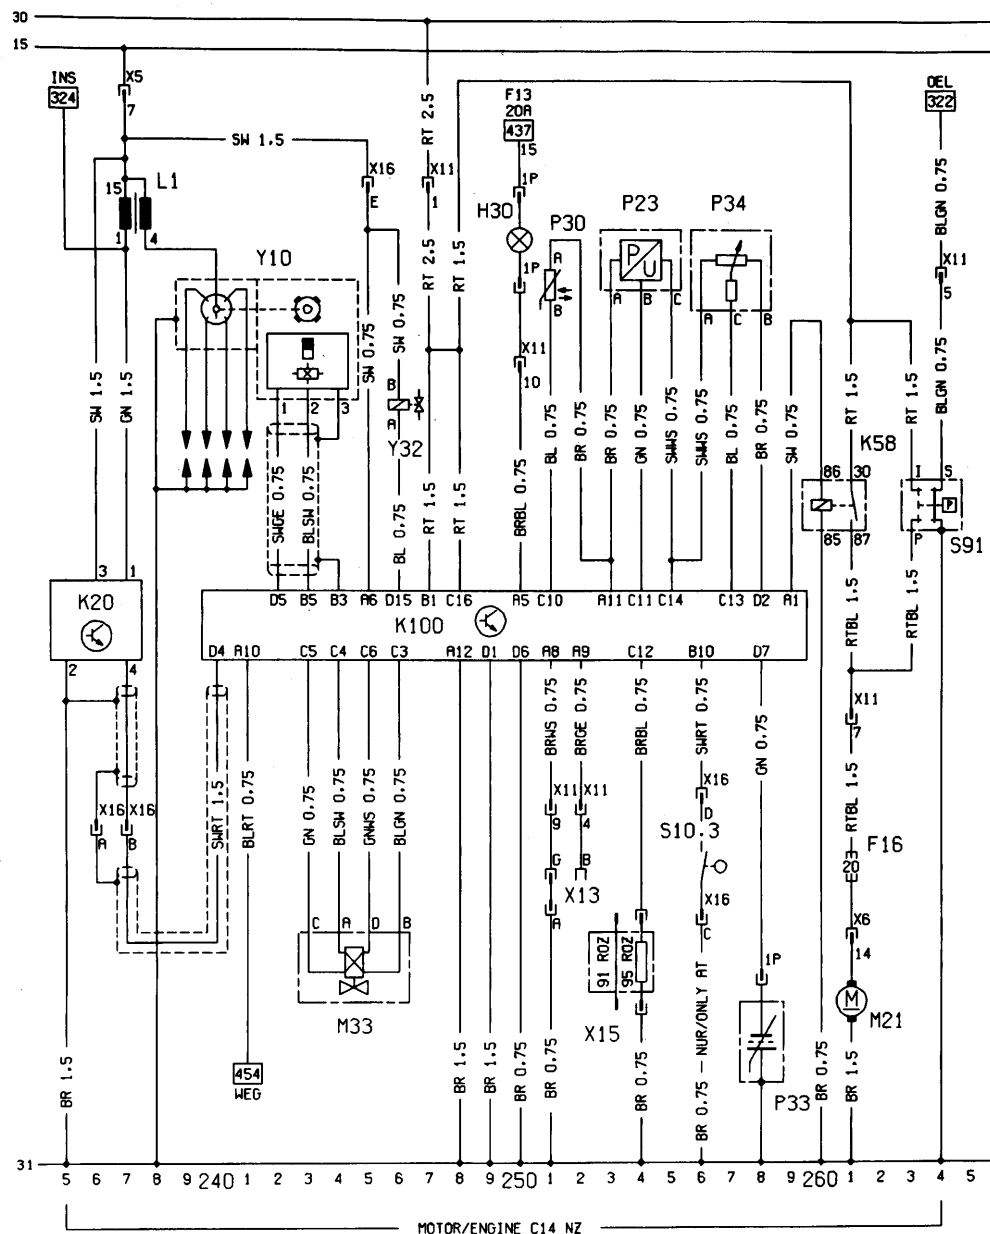 30
15
INS
324
X5
7
SW 1.5
F13
20A
437
15
OEL
322
X16
E
X11
1
1P
L1
15
1
4
H30
P30
P23
P34
A
B
1P
A
B
C
A
C
B
X11
5
Y10
X11
10
RT 2.5
RT 2.5
RT 1.5
BLGN 0.75
BLGN 0.75
SW 0.75
SW 0.75
SW 1.5
GN 1.5
1
2
3
B
A
Y32
SWGE 0.75
BLSW 0.75
BL 0.75
RT 1.5
RT 1.5
BRBL 0.75
BL 0.75
BR 0.75
BR 0.75
GN 0.75
SWWS 0.75
SWWS 0.75
BL 0.75
BR 0.75
SW 0.75
RT 1.5
RT 1.5
K58
86
30
85
87
I
S
P
S91
3
1
K20
2
4
D5
B5
B3
A6
D15
B1
C16
A5
C10
A11
C11
C14
C13
D2
A1
K100
D4
A10
C5
C4
C6
C3
A12
D1
D6
A8
A9
C12
B10
D7
RTBL 1.5
RTBL 1.5
X11
7
SWRT 1.5
BLRT 0.75
GN 0.75
BLSW 0.75
GNWS 0.75
BLGN 0.75
BRWS 0.75
BRGE 0.75
BRBL 0.75
SWRT 0.75
GN 0.75
RTBL 1.5
X16
A
X16
B
X11
9
X11
4
X16
D
S10.3
F16
20
G
B
A
X13
X16
C
X6
14
C
A
D
B
M33
91 ROZ
95 ROZ
X15
1P
M
M21
P33
454
WEG
BR 1.5
BR 1.5
BR 1.5
BR 0.75
BR 0.75
BR 0.75
BR 0.75
NUR/ONLY AT
BR 0.75
BR 1.5
31
5 6 7 8 9 240 1 2 3 4 5 6 7 8 9 250 1 2 3 4 5 6 7 8 9 260 1 2 3 4 5
MOTOR/ENGINE C14 NZ